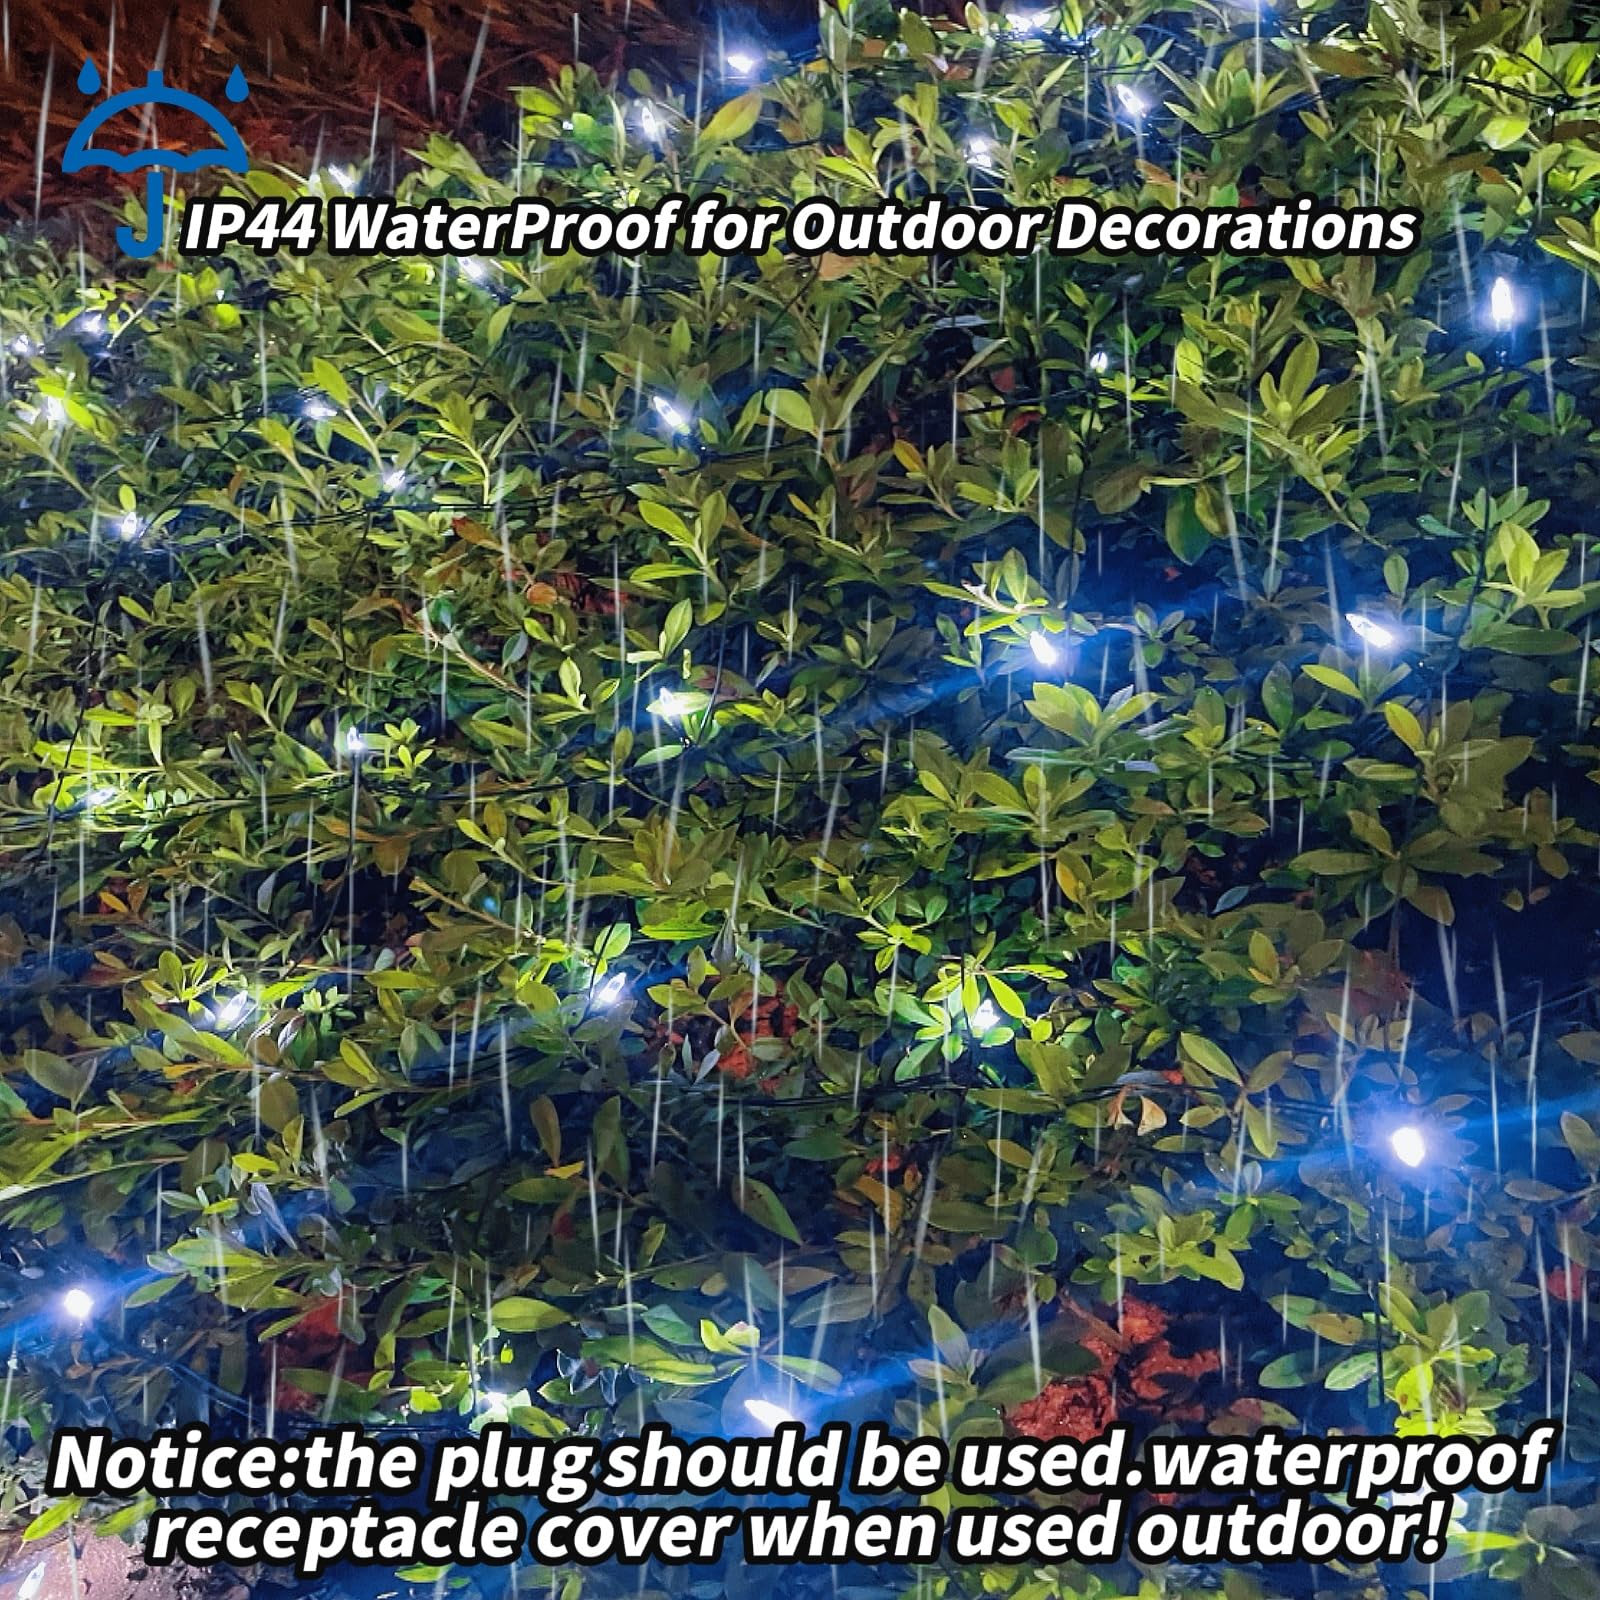 IP44 WaterProof for Outdoor Decorations
Notice:the plug should be used.waterproof
receptacle cover when used outdoor!